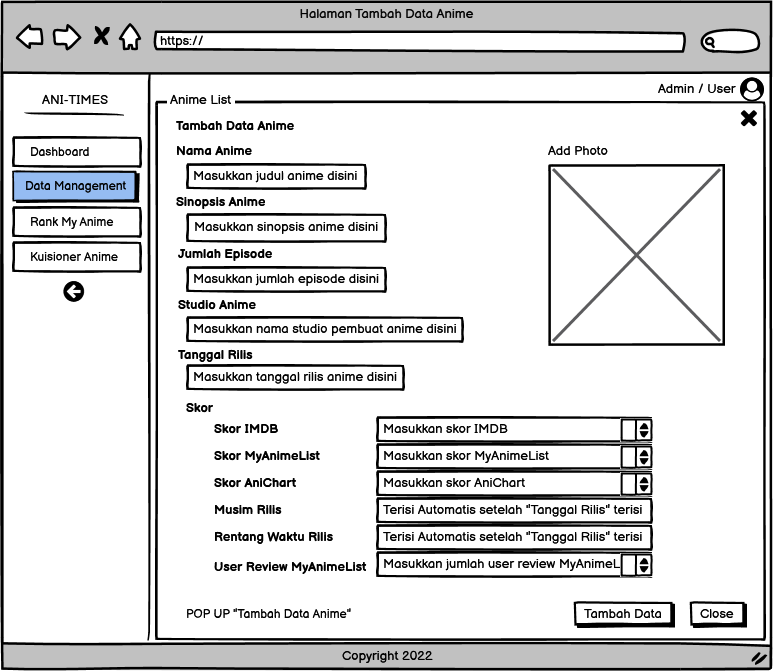 Halaman Tambah Data Anime
https://
Admin / User
ANI-TIMES
Dashboard
Data Management
Rank My Anime
Kuisioner Anime
Anime List
Tambah Data Anime
Nama Anime
Masukkan judul anime disini
Add Photo
Sinopsis Anime
Masukkan sinopsis anime disini
Jumlah Episode
Masukkan jumlah episode disini
Studio Anime
Masukkan nama studio pembuat anime disini
Tanggal Rilis
Masukkan tanggal rilis anime disini
Skor
Skor IMDB Masukkan skor IMDB
Skor MyAnimeList Masukkan skor MyAnimeList
Skor AniChart Masukkan skor AniChart
Musim Rilis Terisi Automatis setelah "Tanggal Rilis" terisi
Rentang Waktu Rilis Terisi Automatis setelah "Tanggal Rilis" terisi
User Review MyAnimeList Masukkan jumlah user review MyAnimeL
POP UP "Tambah Data Anime" Tambah Data Close
Copyright 2022